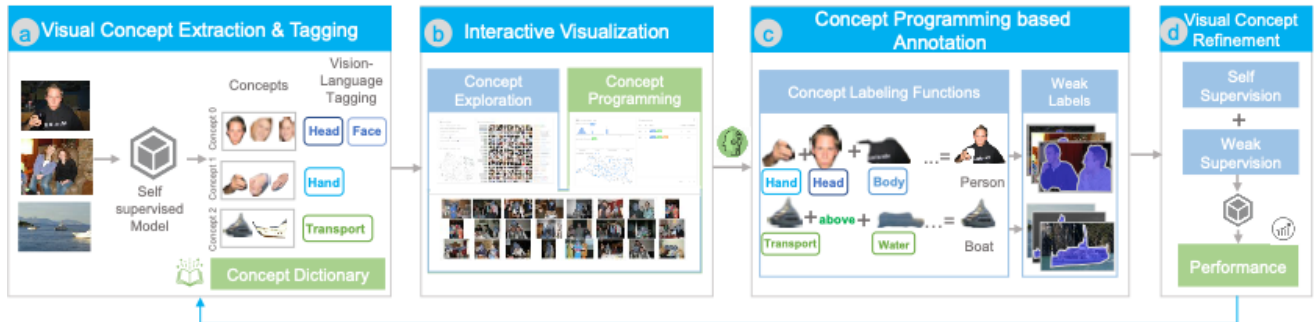 a Visual Concept Extraction & Tagging
Concepts
Vision-
Language
Tagging
Concept 0
Head Face
Concept 1
Hand
Concept 2
Transport
Self
supervised
Model
Concept Dictionary
b Interactive Visualization
Concept
Exploration
Concept
Programming
c Concept Programming based
Annotation
Concept Labeling Functions
Weak
Labels
+ + ...=
Hand Head Body Person
+ above + ...=
Transport Water Boat
d Visual Concept
Refinement
Self
Supervision
+
Weak
Supervision
Performance